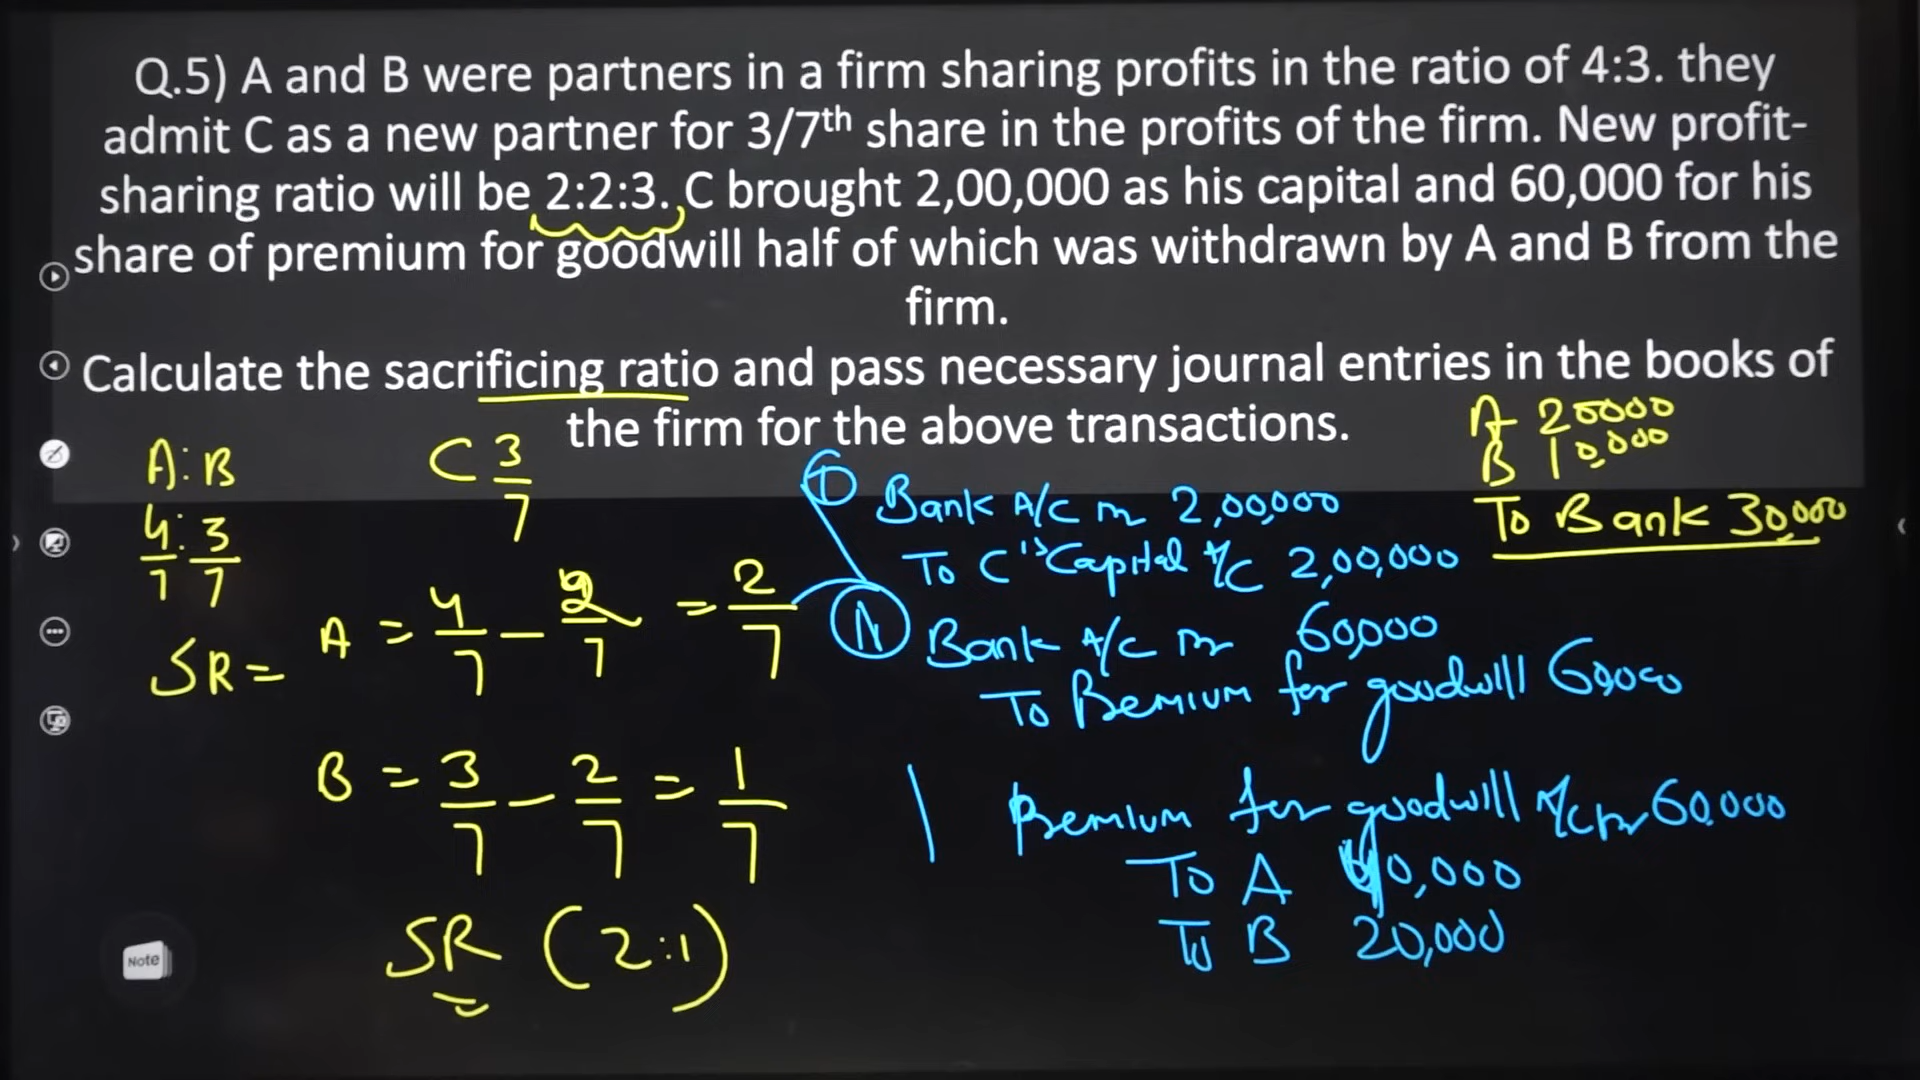 Q.5) A and B were partners in a firm sharing profits in the ratio of 4:3. they
admit C as a new partner for 3/7th share in the profits of the firm. New profit-
sharing ratio will be 2:2:3. C brought 2,00,000 as his capital and 60,000 for his
share of premium for goodwill half of which was withdrawn by A and B from the
firm.
Calculate the sacrificing ratio and pass necessary journal entries in the books of
the firm for the above transactions.
A 20000
B 10,000
To Bank 30,000
A : B
4/7 : 3/7
C 3/7
SR =
A = 4/7 - 2/7 = 2/7
B = 3/7 - 2/7 = 1/7
SR (2:1)
Bank A/C Dr 2,00,000
To C's Capital A/C 2,00,000
Bank A/C Dr 60,000
To Premium for goodwill 60,000
Premium for goodwill A/C Dr 60,000
To A 40,000
To B 20,000
Note